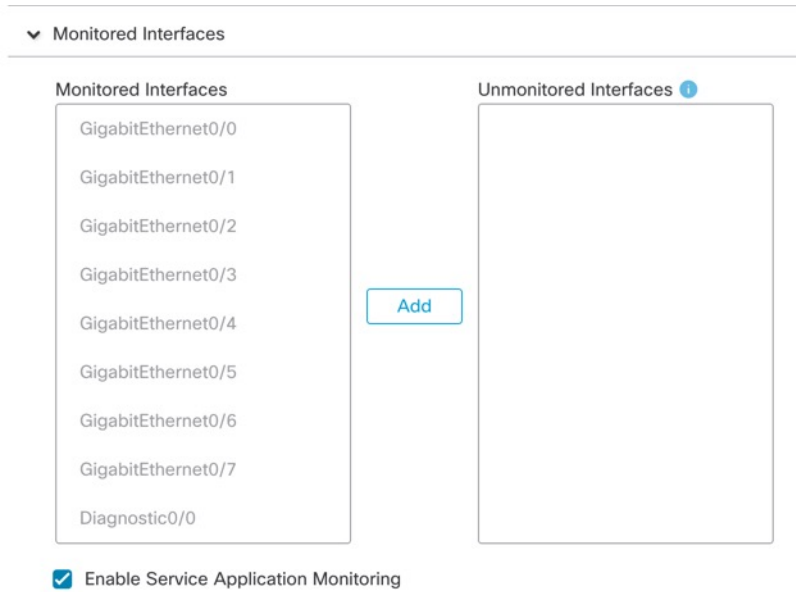 Monitored Interfaces
Monitored Interfaces
Unmonitored Interfaces
GigabitEthernet0/0
GigabitEthernet0/1
GigabitEthernet0/2
GigabitEthernet0/3
GigabitEthernet0/4
GigabitEthernet0/5
GigabitEthernet0/6
GigabitEthernet0/7
Diagnostic0/0
Add
Enable Service Application Monitoring